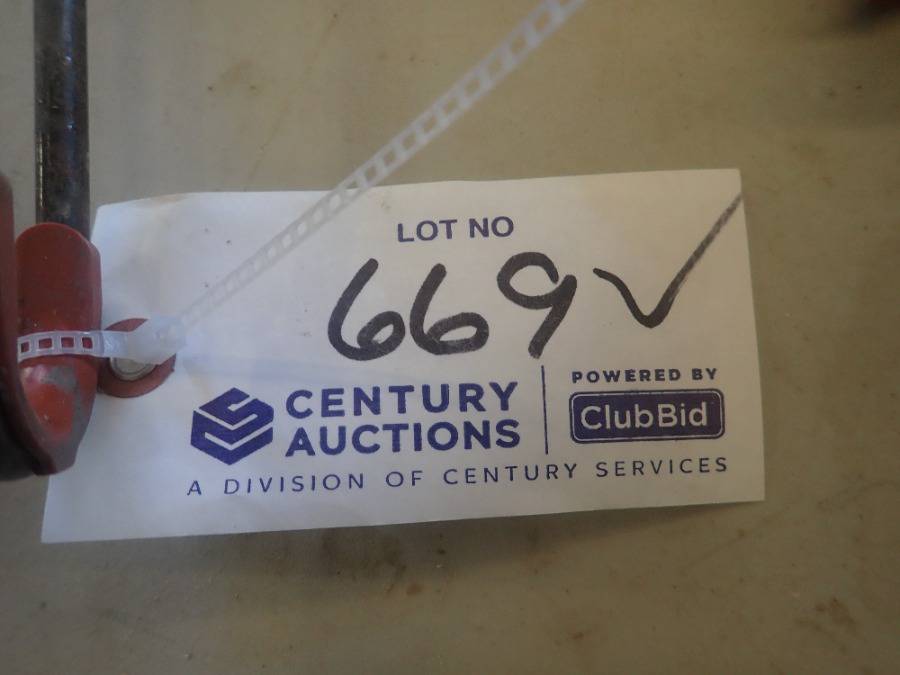 LOT NO
669 ✓
CENTURY
AUCTIONS
POWERED BY
ClubBid
A DIVISION OF CENTURY SERVICES